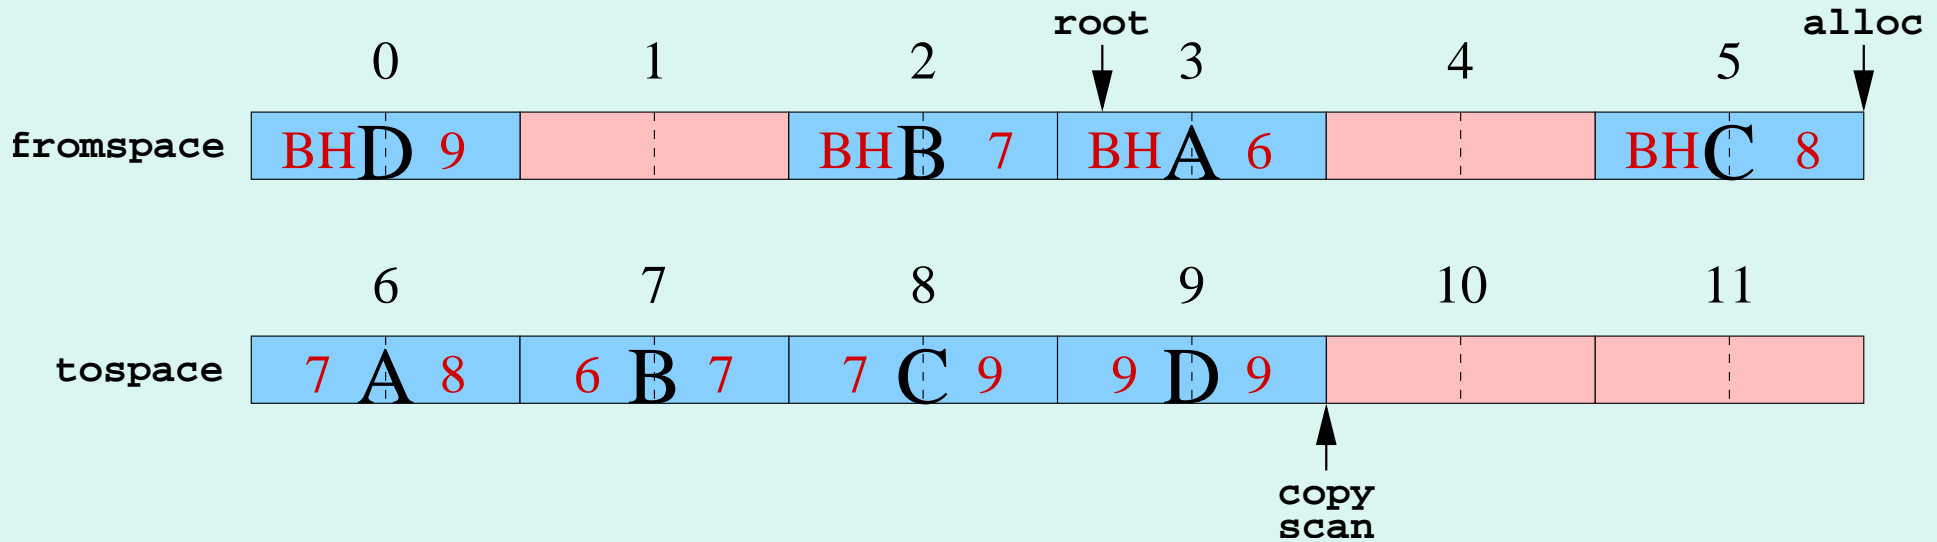 root alloc
0 1 2 3 4 5
fromspace BH D 9 BH B 7 BH A 6 BH C 8
6 7 8 9 10 11
tospace 7 A 8 6 B 7 7 C 9 9 D 9
copy
scan